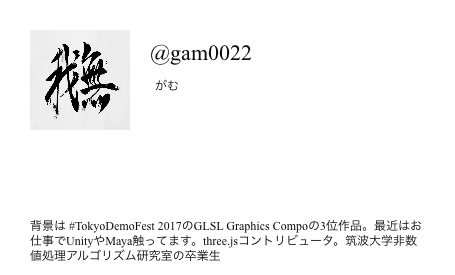 我無
@gam0022
がむ
背景は #TokyoDemoFest 2017のGLSL Graphics Compoの3位作品。最近はお
仕事でUnityやMaya触ってます。three.jsコントリビュータ。筑波大学非数
値処理アルゴリズム研究室の卒業生